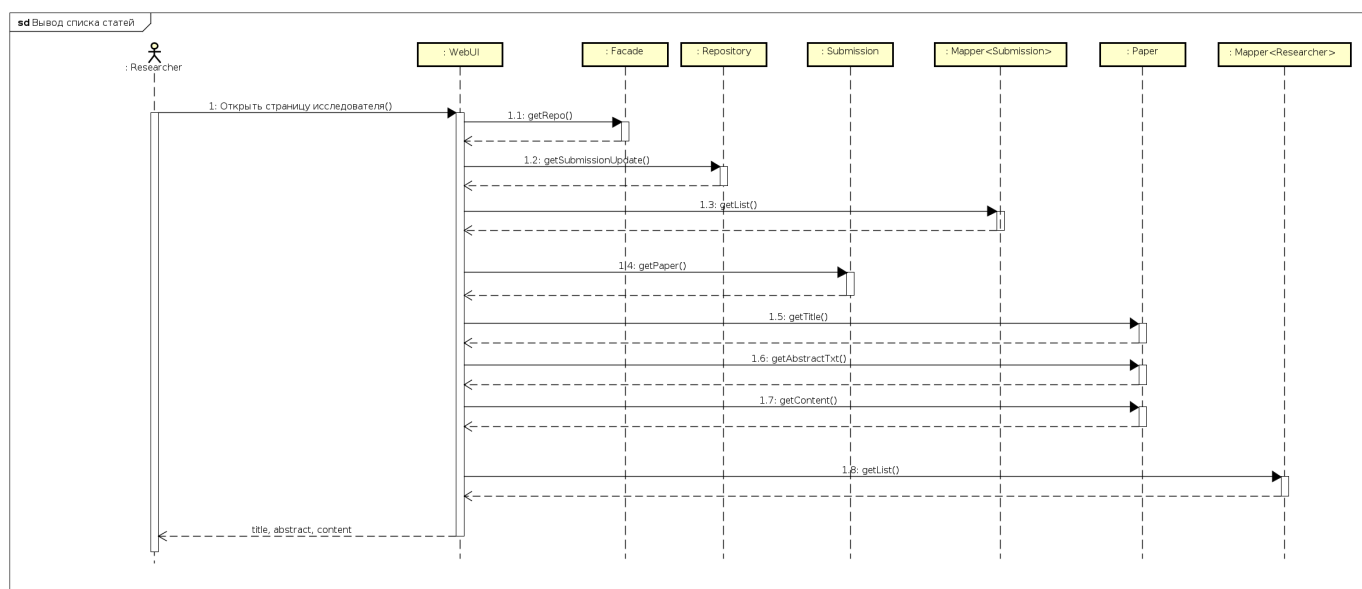 sd Вывод списка статей
: Researcher
: WebUI
: Facade
: Repository
: Submission
: Mapper<Submission>
: Paper
: Mapper<Researcher>
1: Открыть страницу исследователя()
1.1: getRepo()
1.2: getSubmissionUpdate()
1.3: getList()
1.4: getPaper()
1.5: getTitle()
1.6: getAbstractTxt()
1.7: getContent()
1.8: getList()
title, abstract, content